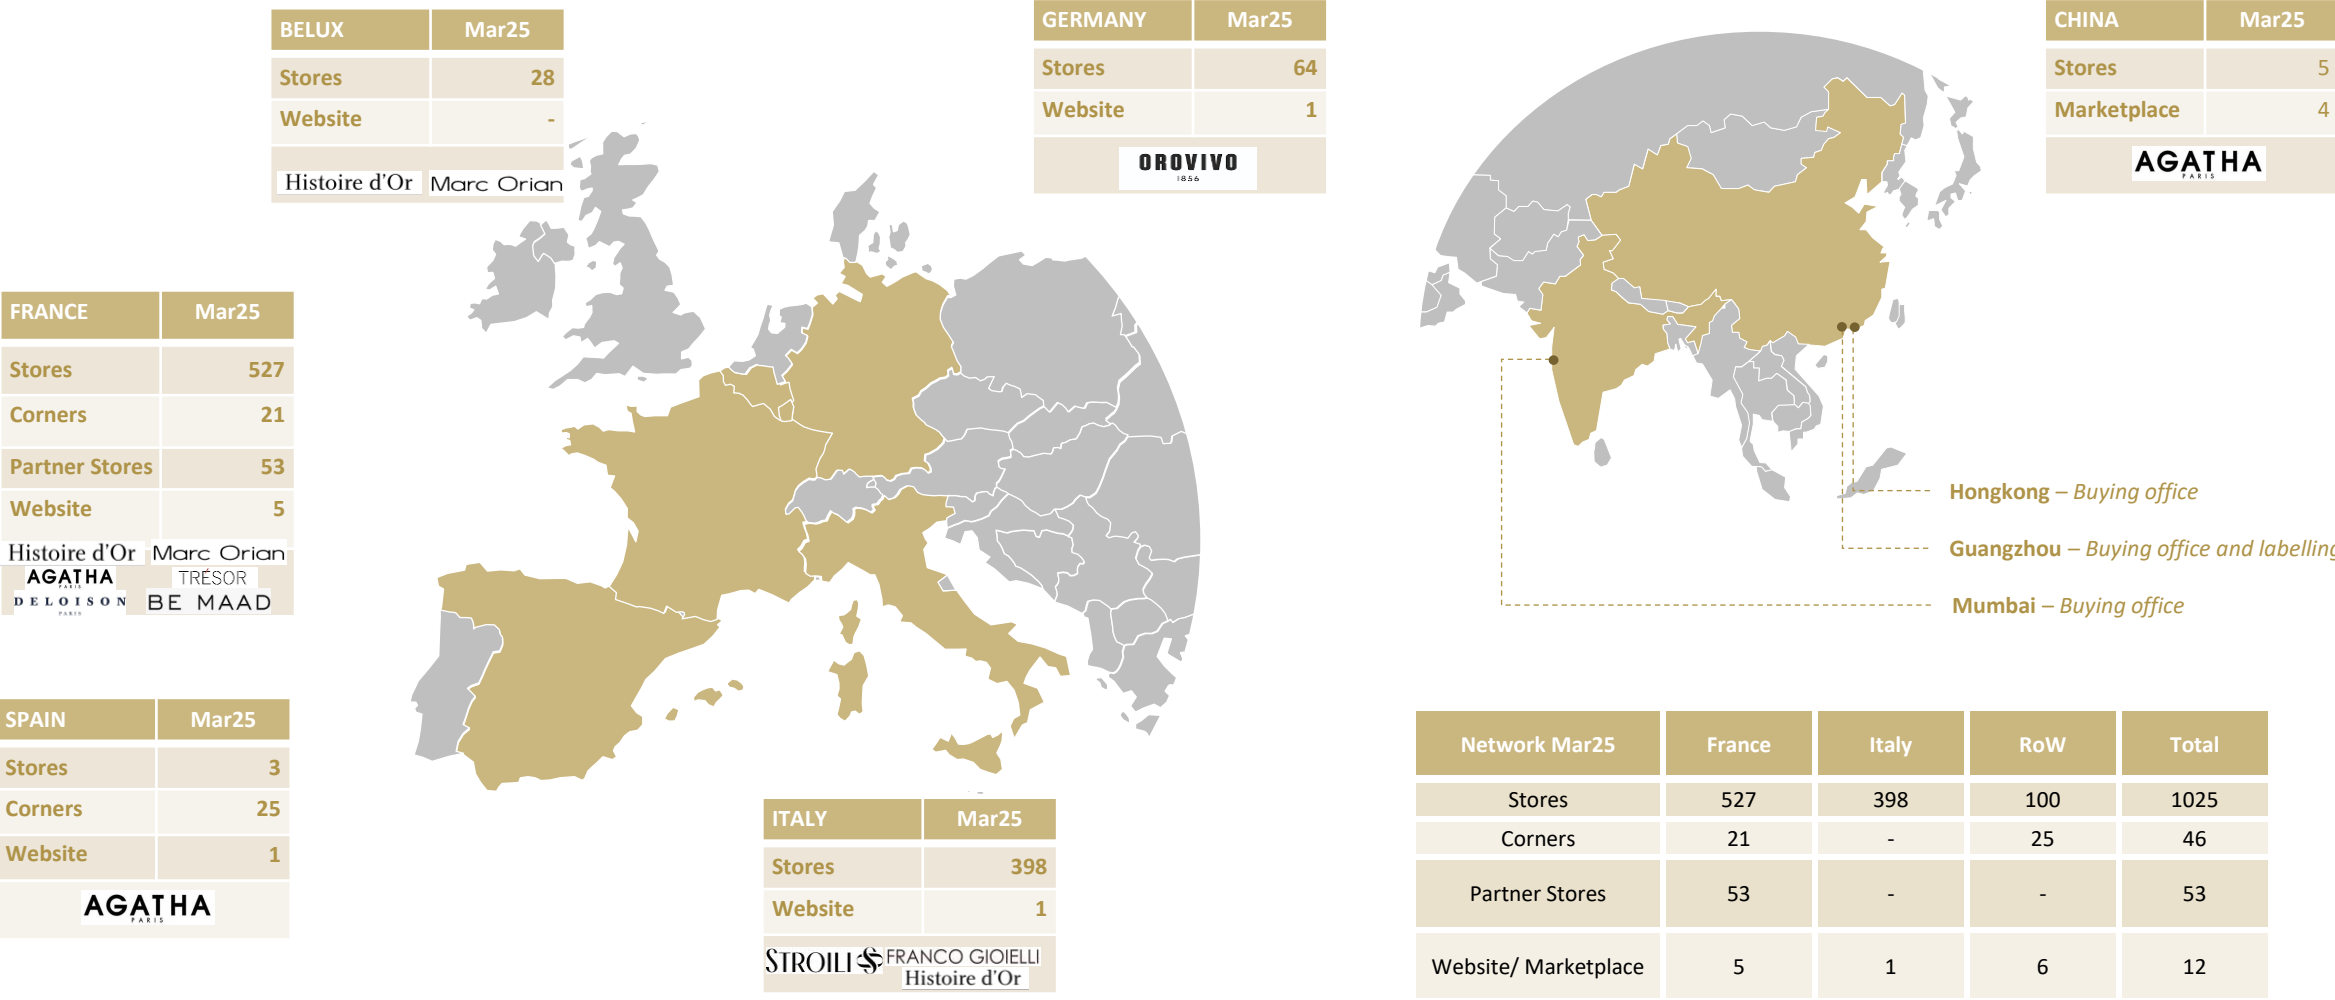 BELUX Mar25
Stores 28
Website -
Histoire d'Or Marc Orian
GERMANY Mar25
Stores 64
Website 1
OROVIVO
1856
CHINA Mar25
Stores 5
Marketplace 4
AGATHA
PARIS
FRANCE Mar25
Stores 527
Corners 21
Partner Stores 53
Website 5
Histoire d'Or Marc Orian
AGATHA TRÉSOR
PARIS
DELOISON BE MAAD
PARIS
Hongkong – Buying office
Guangzhou – Buying office and labelling
Mumbai – Buying office
SPAIN Mar25
Stores 3
Corners 25
Website 1
AGATHA
PARIS
ITALY Mar25
Stores 398
Website 1
STROILI FRANCO GIOIELLI
Histoire d'Or
Network Mar25 France Italy RoW Total
Stores 527 398 100 1025
Corners 21 - 25 46
Partner Stores 53 - - 53
Website/ Marketplace 5 1 6 12